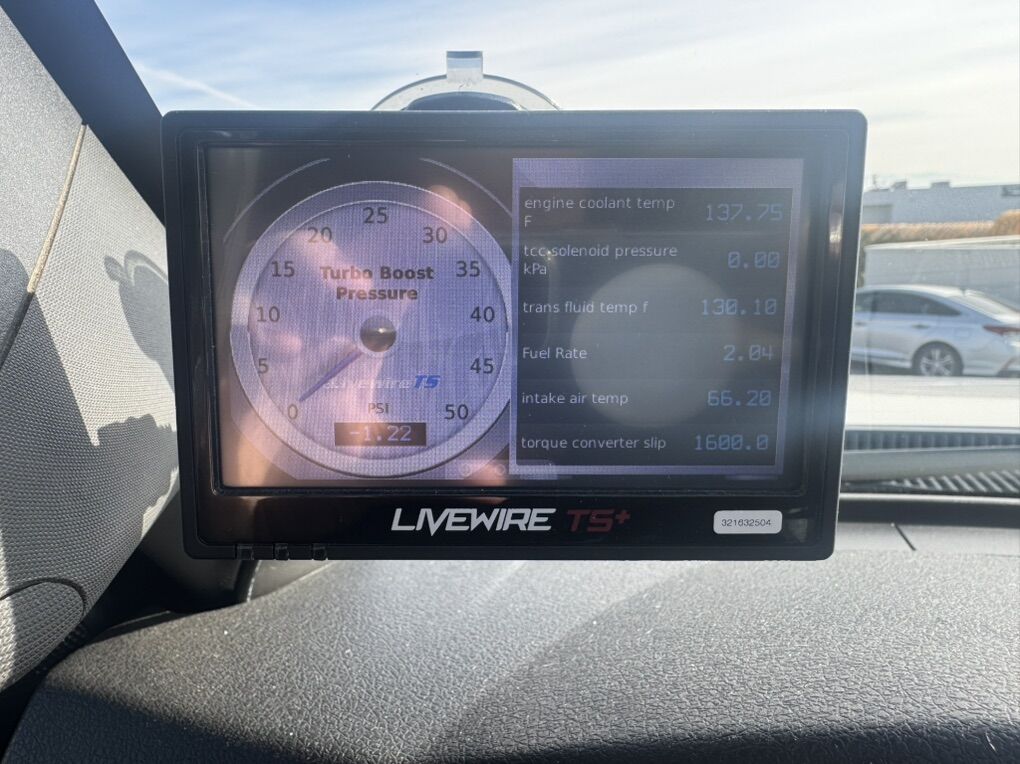 25
20
30
15
Turbo Boost
35
Pressure
10
40
5
45
Livewire TS
0
PSI
50
-1.22
engine coolant temp
F
137.75
tcc solenoid pressure
kPa
0.00
trans fluid temp f
130.10
Fuel Rate
2.04
intake air temp
66.20
torque converter slip
1600.0
LIVEWIRE TS+
321632504